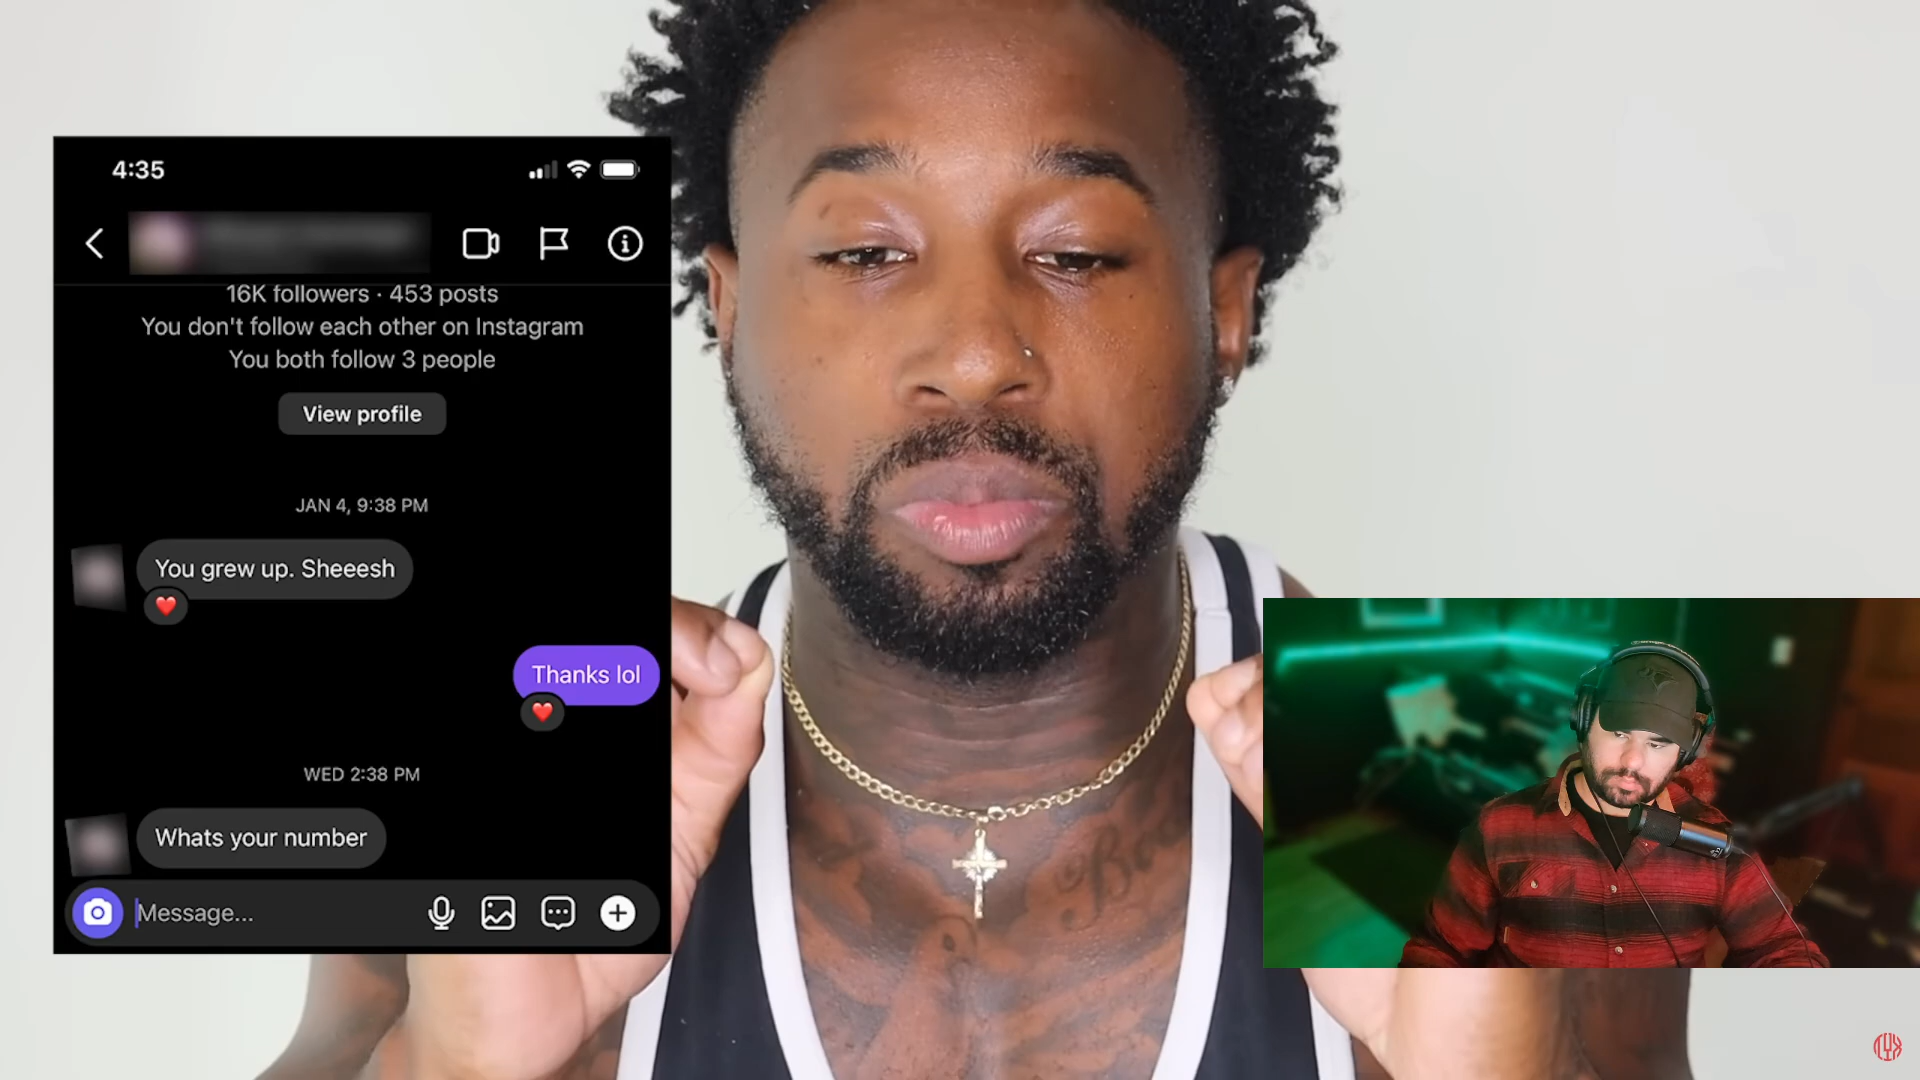 4:35
16K followers · 453 posts
You don't follow each other on Instagram
You both follow 3 people
View profile
JAN 4, 9:38 PM
You grew up. Sheeesh
Thanks lol
WED 2:38 PM
Whats your number
Message...